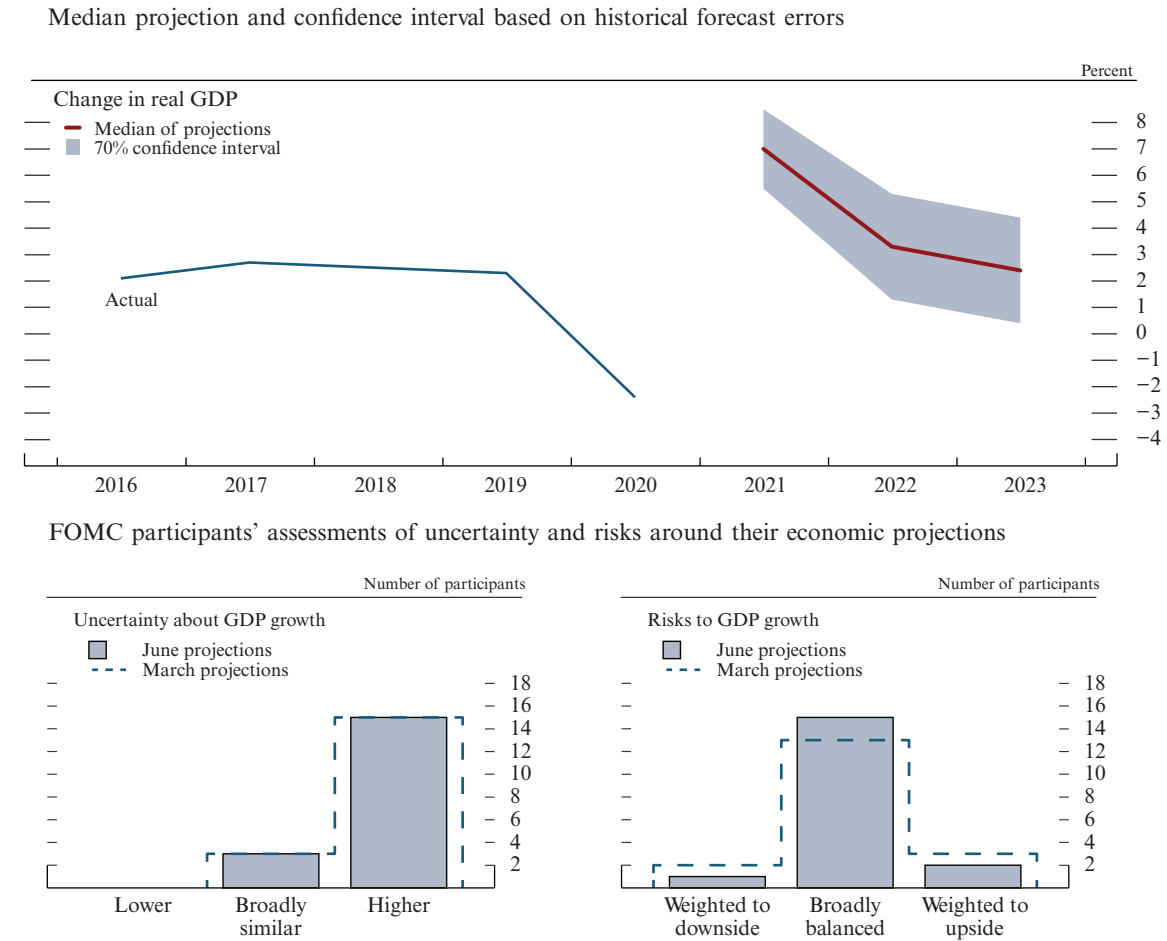 Median projection and confidence interval based on historical forecast errors
Percent
Change in real GDP
Median of projections
70% confidence interval
8
7
6
5
4
3
2
1
0
−1
−2
−3
−4
Actual
2016 2017 2018 2019 2020 2021 2022 2023
FOMC participants’ assessments of uncertainty and risks around their economic projections
Number of participants
Uncertainty about GDP growth
June projections
March projections
18
16
14
12
10
8
6
4
2
Lower Broadly similar Higher
Number of participants
Risks to GDP growth
June projections
March projections
18
16
14
12
10
8
6
4
2
Weighted to downside Broadly balanced Weighted to upside